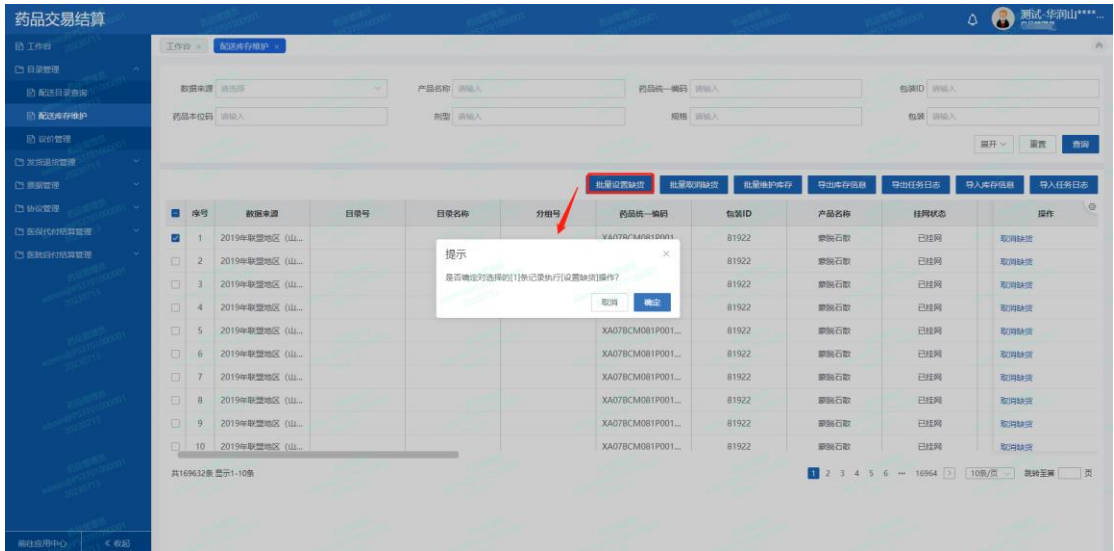 药品交易结算
测试-华润山****...
工作台
目录管理
配送目录查询
配送库存维护
议价管理
发货退货管理
票据管理
协议管理
医保代付结算管理
医院自付结算管理
前往应用中心 《 收起
工作台 × 配送库存维护 ×
数据来源 请选择 产品名称 请输入 药品统一编码 请输入 包装ID 请输入
药品本位码 请输入 剂型 请输入 规格 请输入 包装 请输入
展开 重置 查询
批量设置缺货 批量取消缺货 批量维护库存 导出库存信息 导出任务日志 导入库存信息 导入任务日志
序号 数据来源 目录号 目录名称 分组号 药品统一编码 包装ID 产品名称 挂网状态 操作
1 2019年联盟地区（山... XA07BCM081P001... 81922 蒙脱石散 已挂网 取消缺货
2 2019年联盟地区（山... 81922 蒙脱石散 已挂网 取消缺货
3 2019年联盟地区（山... 81922 蒙脱石散 已挂网 取消缺货
4 2019年联盟地区（山... 81922 蒙脱石散 已挂网 取消缺货
5 2019年联盟地区（山... XA07BCM081P001... 81922 蒙脱石散 已挂网 取消缺货
6 2019年联盟地区（山... XA07BCM081P001... 81922 蒙脱石散 已挂网 取消缺货
7 2019年联盟地区（山... XA07BCM081P001... 81922 蒙脱石散 已挂网 取消缺货
8 2019年联盟地区（山... XA07BCM081P001... 81922 蒙脱石散 已挂网 取消缺货
9 2019年联盟地区（山... XA07BCM081P001... 81922 蒙脱石散 已挂网 取消缺货
10 2019年联盟地区（山... XA07BCM081P001... 81922 蒙脱石散 已挂网 取消缺货
提示 ×
是否确定对选择的[1]条记录执行[设置缺货]操作？
取消 确定
共169632条 显示1-10条
1 2 3 4 5 6 ··· 16964 > 10条/页 跳转至第 页